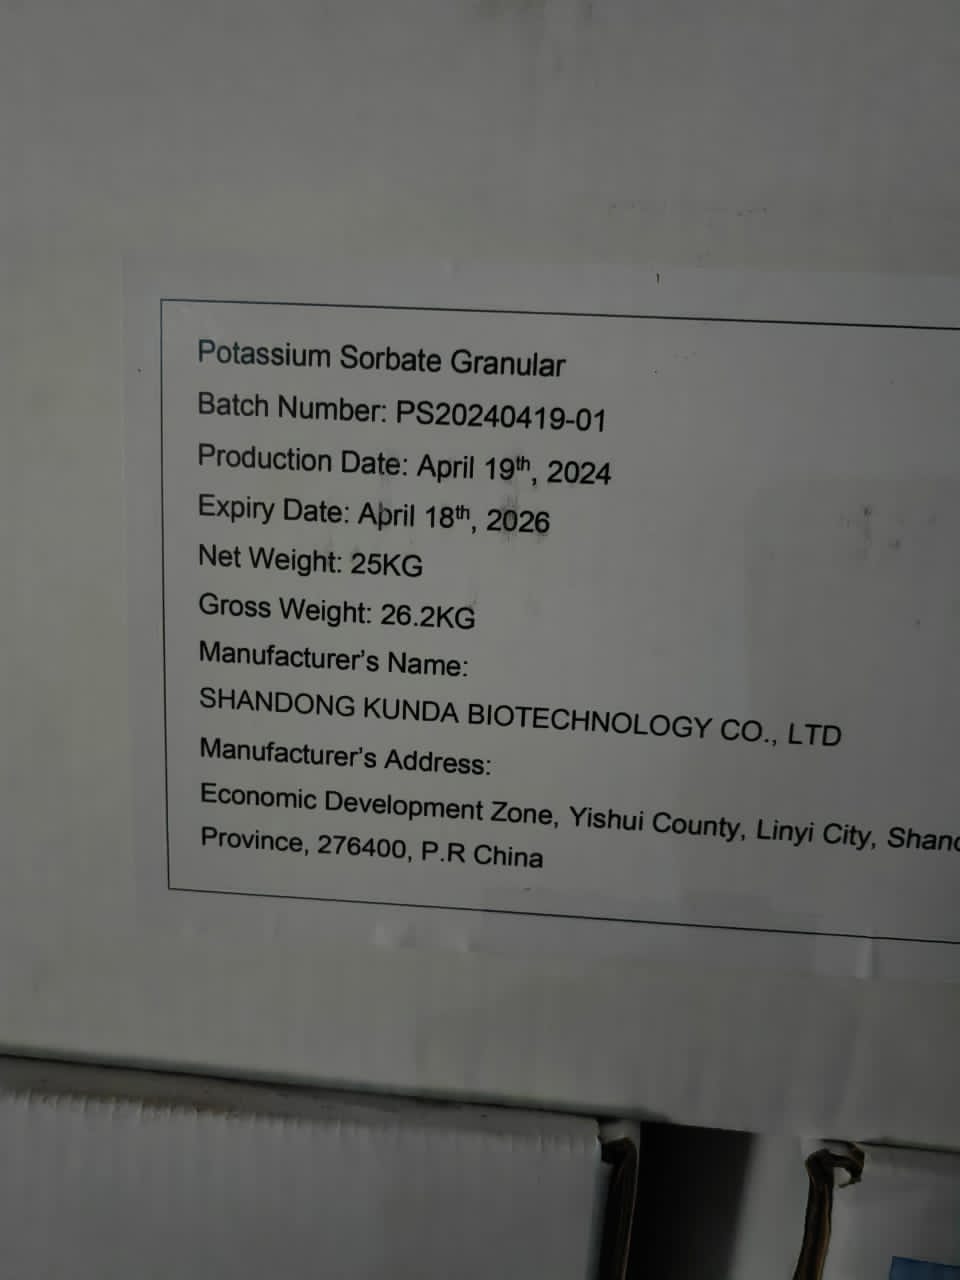 Potassium Sorbate Granular
Batch Number: PS20240419-01
Production Date: April 19th, 2024
Expiry Date: April 18th, 2026
Net Weight: 25KG
Gross Weight: 26.2KG
Manufacturer's Name:
SHANDONG KUNDA BIOTECHNOLOGY CO., LTD
Manufacturer's Address:
Economic Development Zone, Yishui County, Linyi City,
Province, 276400, P.R China